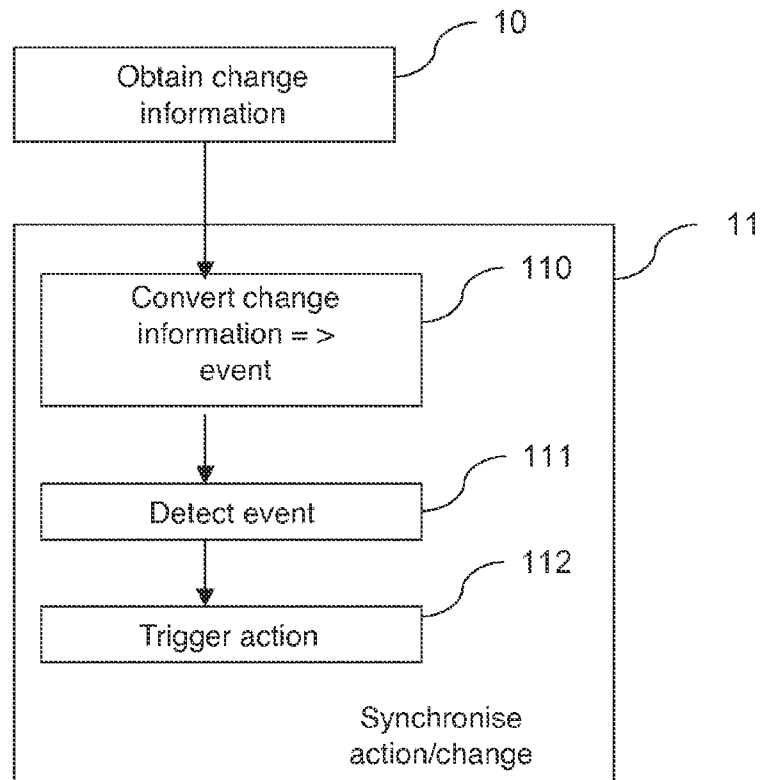 10
Obtain change
information
11
110
Convert change
information = >
event
111
Detect event
112
Trigger action
Synchronise
action/change